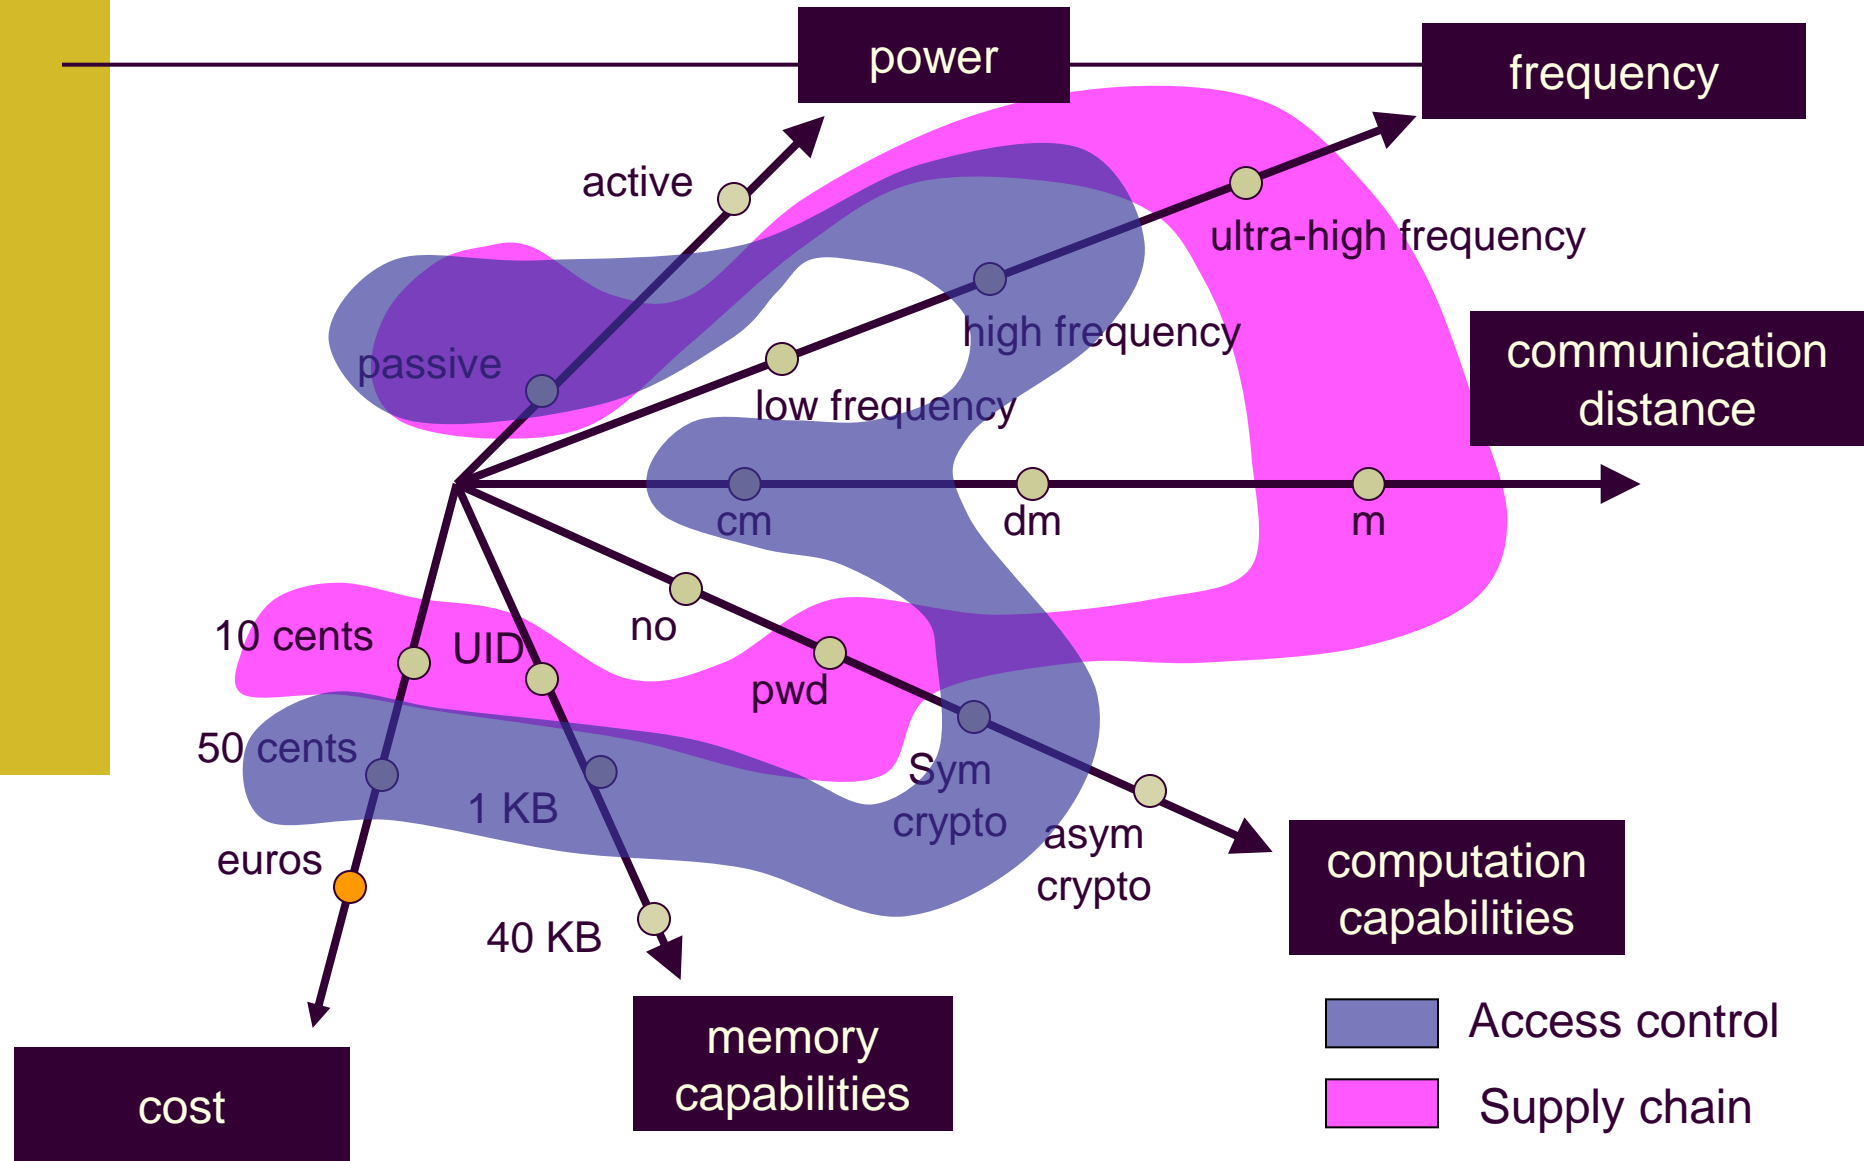 power
frequency
active
ultra-high frequency
high frequency
communication
distance
passive
low frequency
cm
dm
m
no
10 cents
UID
pwd
50 cents
Sym
crypto
1 KB
asym
crypto
euros
computation
capabilities
40 KB
memory
capabilities
cost
Access control
Supply chain